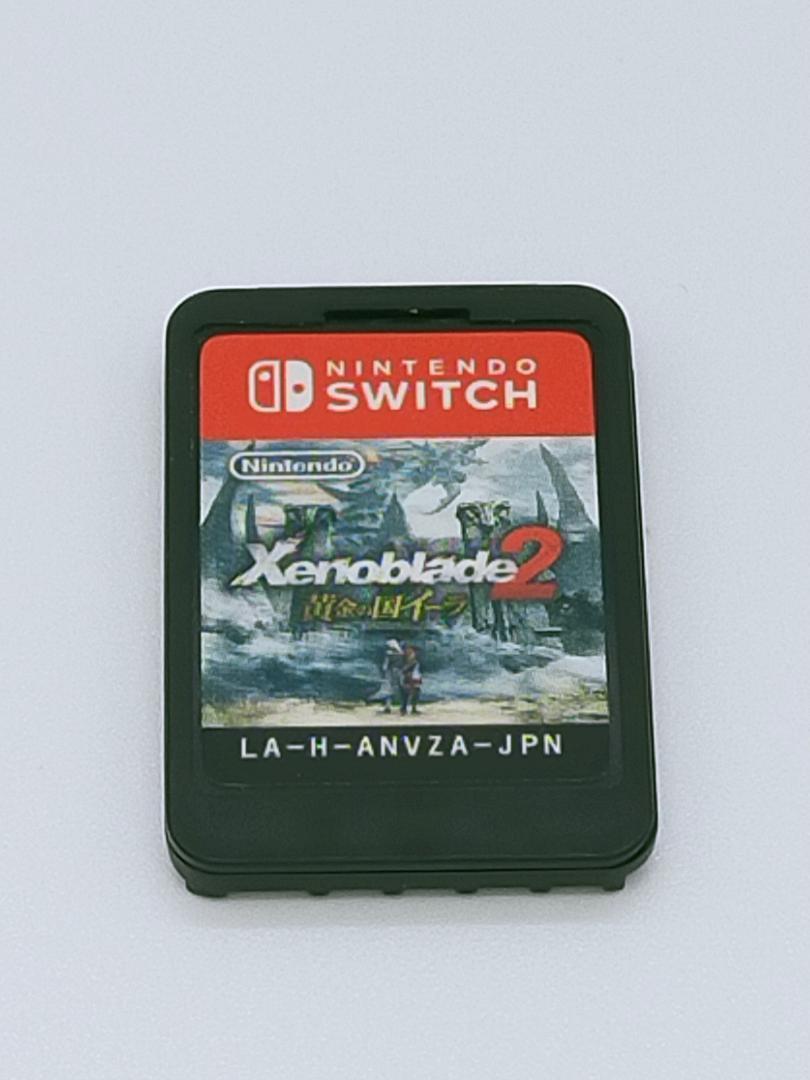 NINTENDO
SWITCH
Nintendo
Xenoblade2
黄金の国イーラ
LA-H-ANVZA-JPN